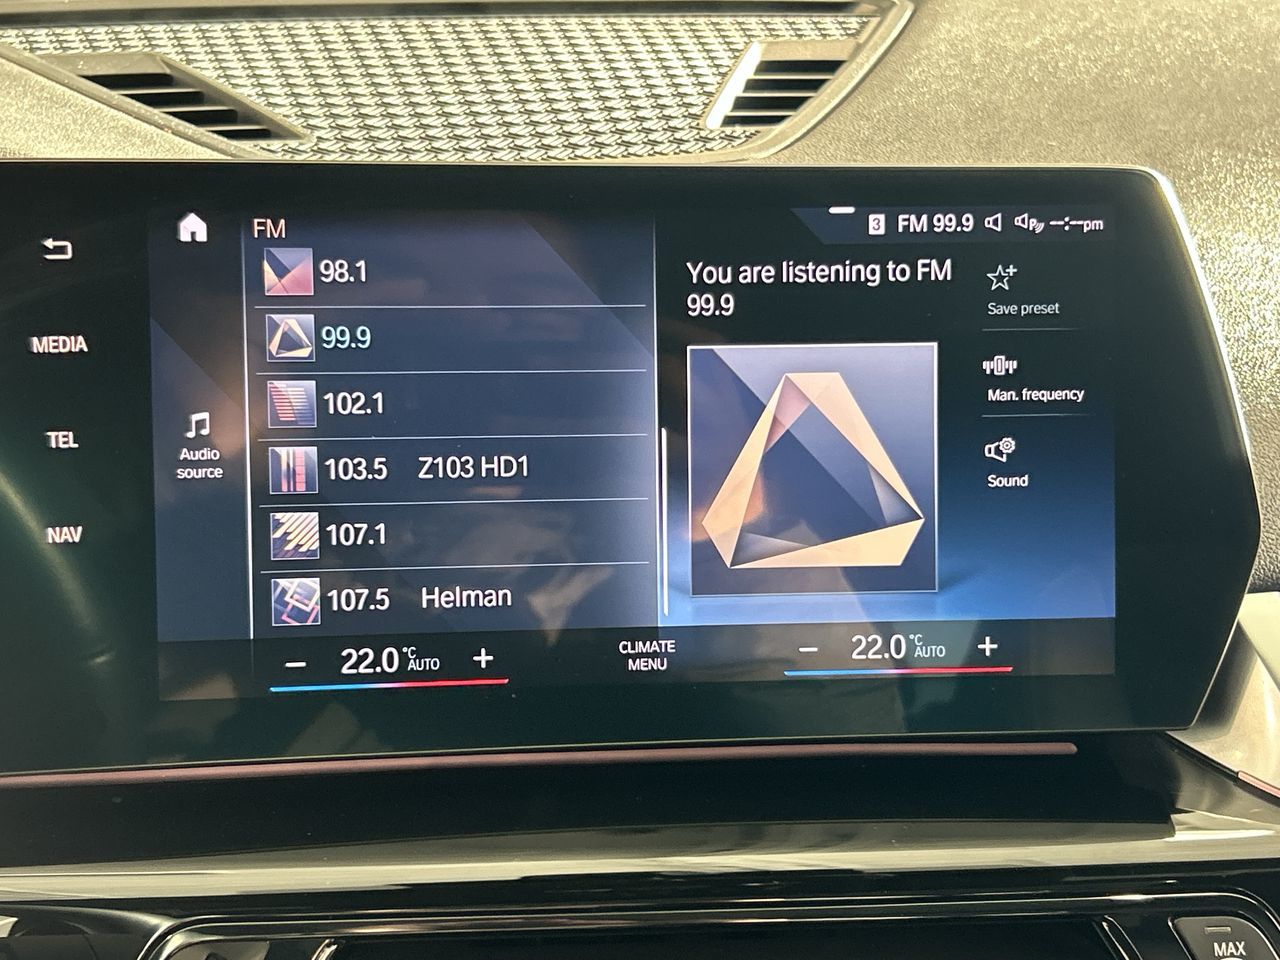 FM
3 FM 99.9 --:--pm
MEDIA
TEL
NAV
Audio
source
98.1
99.9
102.1
103.5 Z103 HD1
107.1
107.5 Helman
You are listening to FM
99.9
Save preset
Man. frequency
Sound
− 22.0 °C AUTO +
CLIMATE
MENU
− 22.0 °C AUTO +
MAX